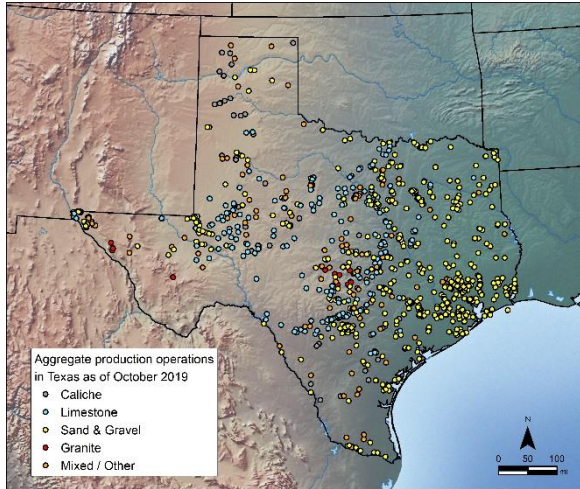 Aggregate production operations
in Texas as of October 2019
Caliche
Limestone
Sand & Gravel
Granite
Mixed / Other
N
0 50 100
mi